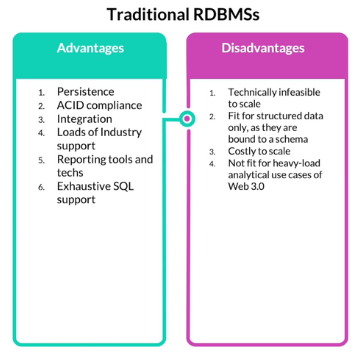 Traditional RDBMSs
Advantages
1. Persistence
2. ACID compliance
3. Integration
4. Loads of Industry
support
5. Reporting tools and
techs
6. Exhaustive SQL
support
Disadvantages
1. Technically infeasible
to scale
2. Fit for structured data
only, as they are
bound to a schema
3. Costly to scale
4. Not fit for heavy-load
analytical use cases of
Web 3.0